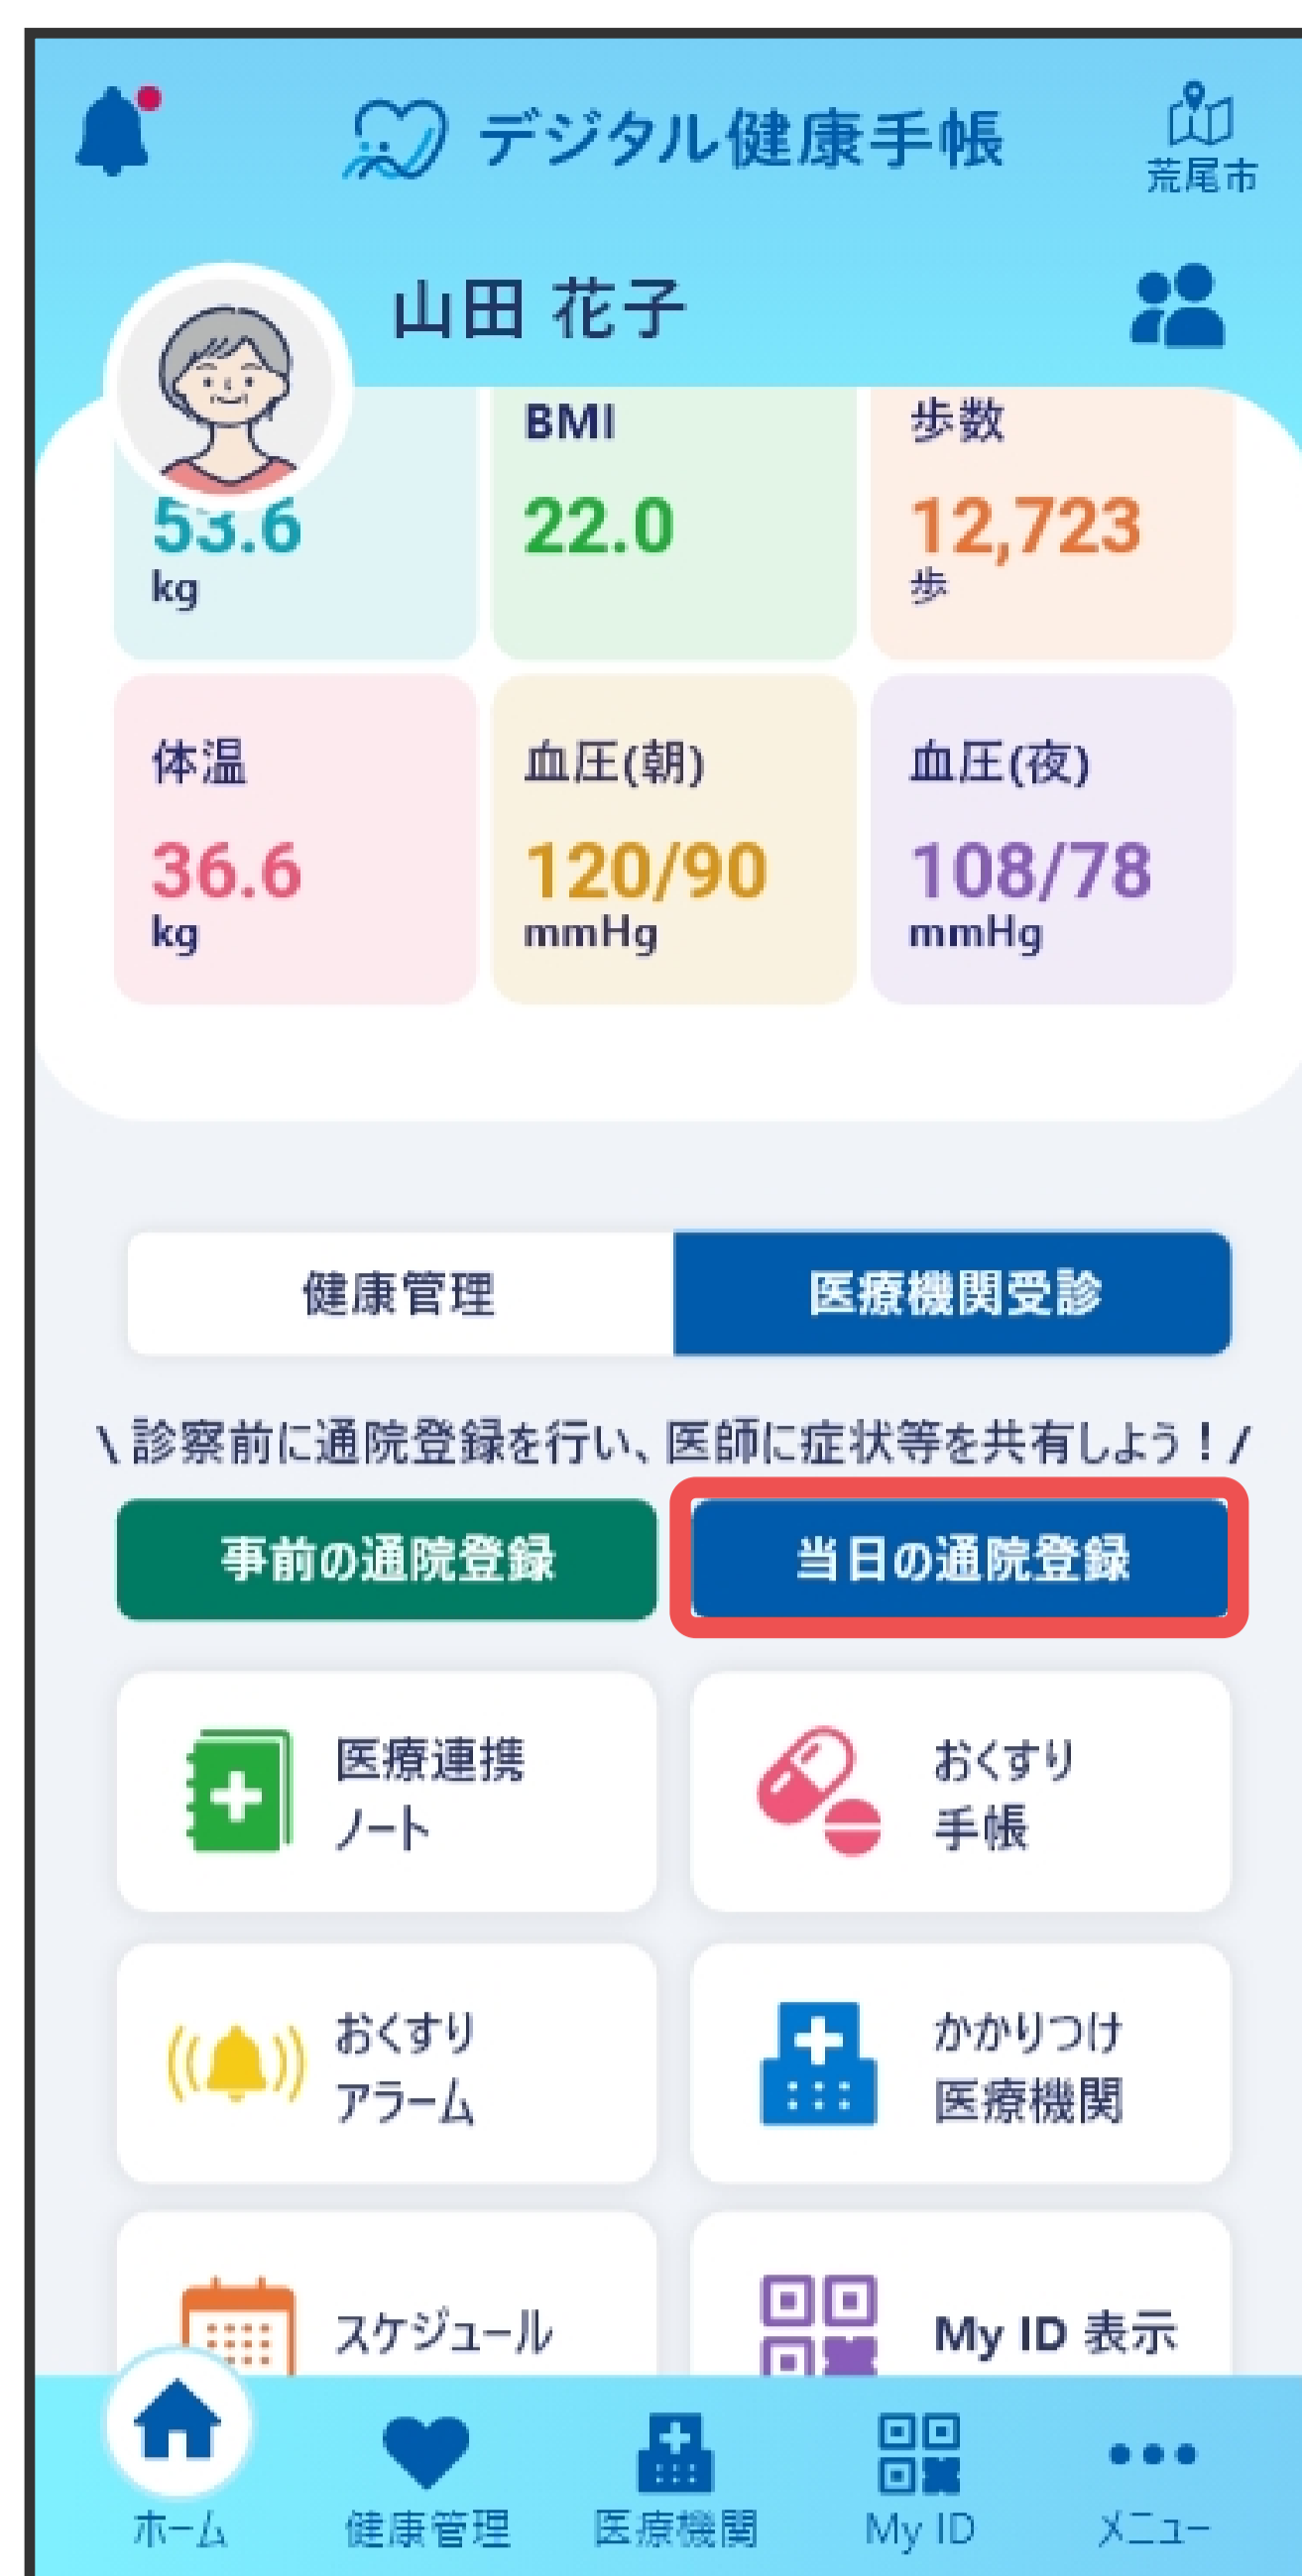 デジタル健康手帳
荒尾市
山田 花子
53.6
kg
BMI
22.0
歩数
12,723
歩
体温
36.6
kg
血圧(朝)
120/90
mmHg
血圧(夜)
108/78
mmHg
健康管理
医療機関受診
\ 診察前に通院登録を行い、医師に症状等を共有しよう! /
事前の通院登録
当日の通院登録
医療連携
ノート
おくすり
手帳
おくすり
アラーム
かかりつけ
医療機関
スケジュール
My ID 表示
ホーム
健康管理
医療機関
My ID
メニュー